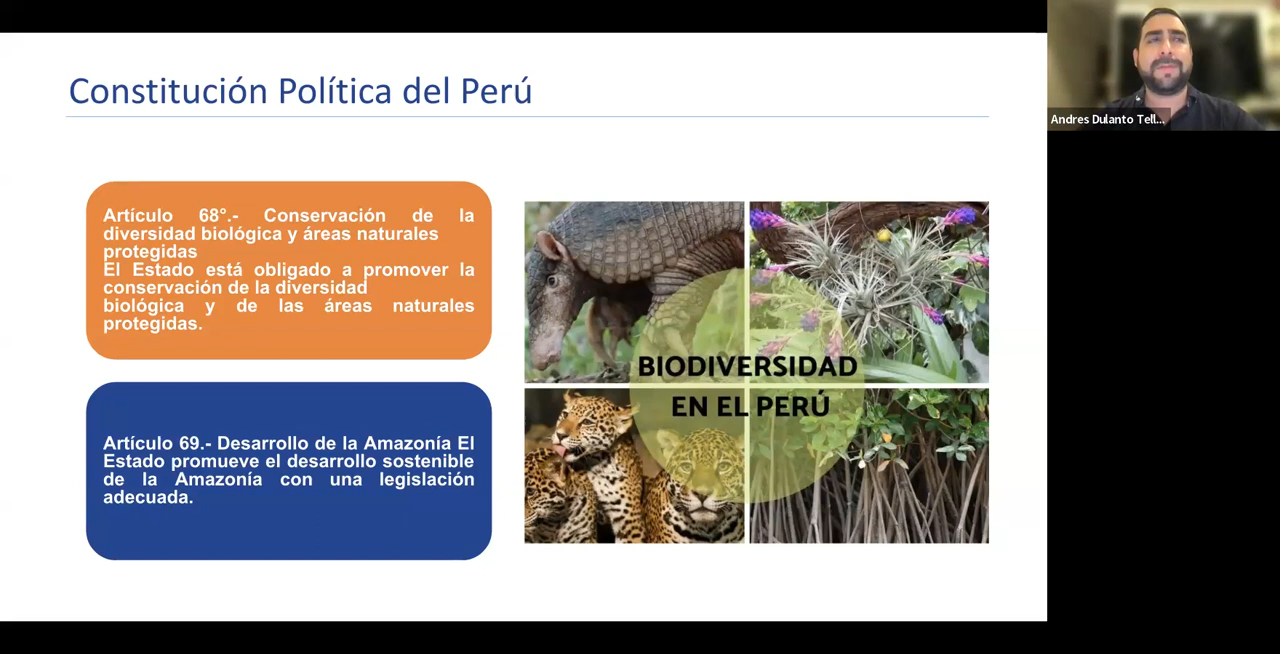 Constitución Política del Perú
Artículo 68°.- Conservación de la
diversidad biológica y áreas naturales
protegidas
El Estado está obligado a promover la
conservación de la diversidad
biológica y de las áreas naturales
protegidas.
Artículo 69.- Desarrollo de la Amazonía El
Estado promueve el desarrollo sostenible
de la Amazonía con una legislación
adecuada.
BIODIVERSIDAD
EN EL PERÚ
Andres Dulanto Tell...